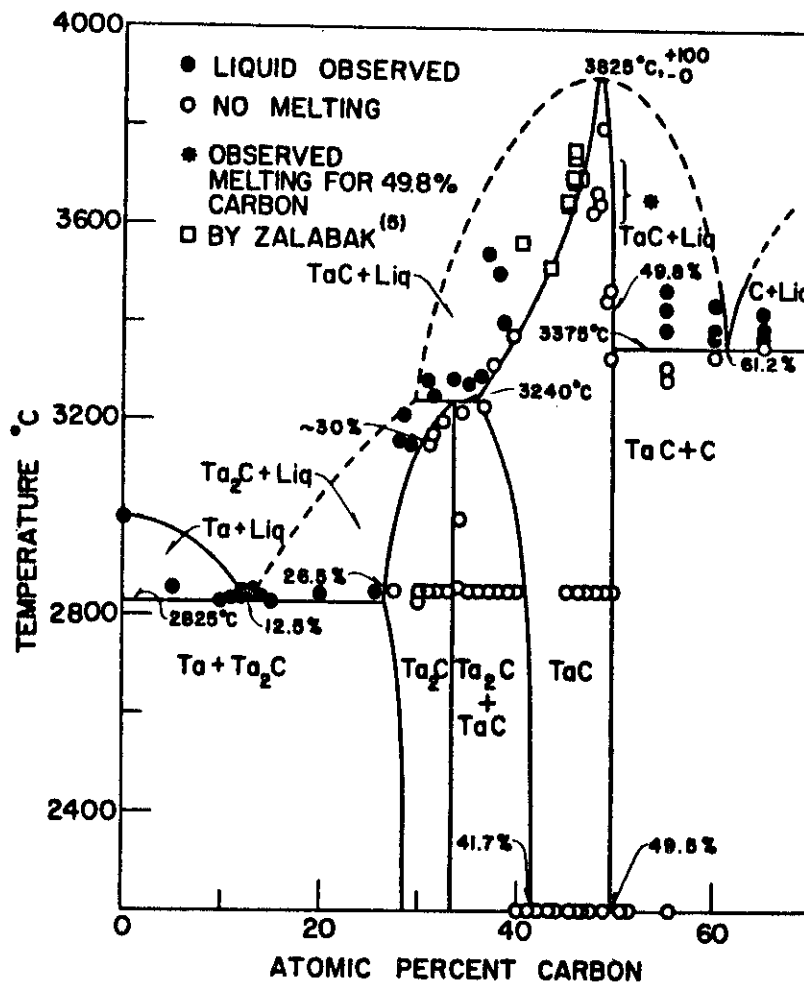 4000
3600
3200
2800
2400
TEMPERATURE °C
● LIQUID OBSERVED
○ NO MELTING
* OBSERVED
MELTING FOR 49.8%
CARBON
□ BY ZALABAK(5)
3825°C, +100 -0
TaC+Liq
TaC+Liq
C+Liq
49.8%
3375°C
61.2%
3240°C
~30%
Ta₂C+Liq
Ta+Liq
TaC+C
26.5%
2825°C
12.5%
Ta+Ta₂C
Ta₂C
Ta₂C
+
TaC
TaC
41.7%
49.5%
0
20
40
60
ATOMIC PERCENT CARBON